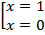 x = 1
x = 0